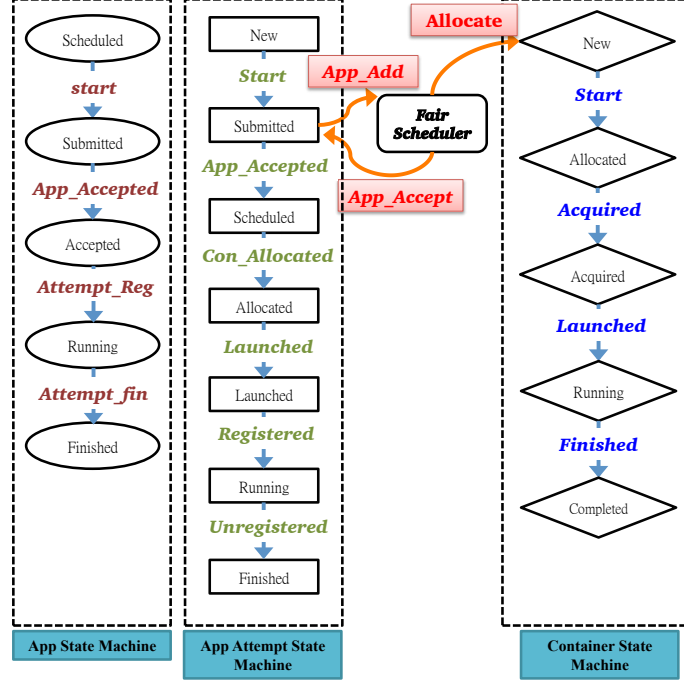 Scheduled
start
Submitted
App_Accepted
Accepted
Attempt_Reg
Running
Attempt_fin
Finished
App State Machine
New
Start
Submitted
App_Accepted
Scheduled
Con_Allocated
Allocated
Launched
Launched
Registered
Running
Unregistered
Finished
App Attempt State
Machine
App_Add
Fair
Scheduler
App_Accept
Allocate
New
Start
Allocated
Acquired
Acquired
Launched
Running
Finished
Completed
Container State
Machine